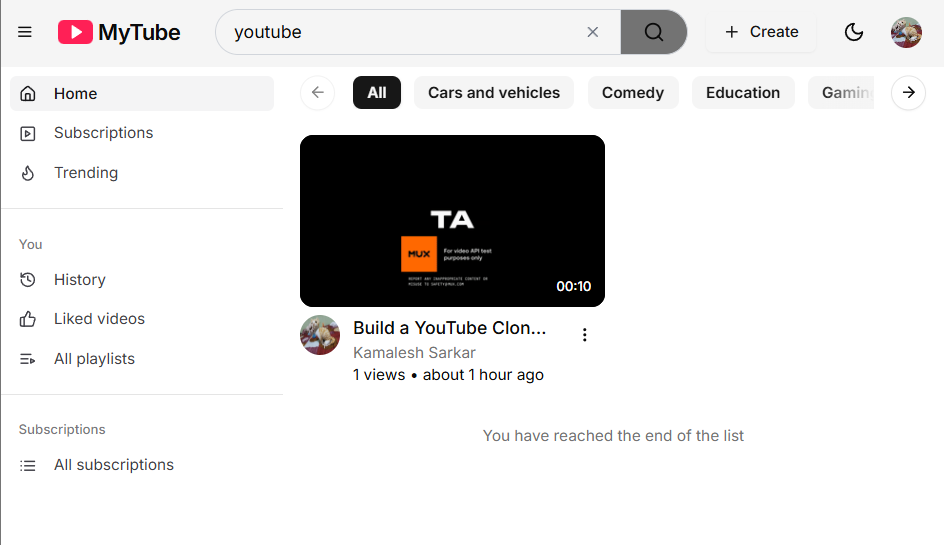 MyTube
youtube
Create
Home
Subscriptions
Trending
You
History
Liked videos
All playlists
Subscriptions
All subscriptions
All
Cars and vehicles
Comedy
Education
Gaming
TA
MUX
For video API test
purposes only
REPORT ANY INAPPROPRIATE CONTENT OR
MISUSE TO SAFETY@MUX.COM
00:10
Build a YouTube Clon...
Kamalesh Sarkar
1 views • about 1 hour ago
You have reached the end of the list